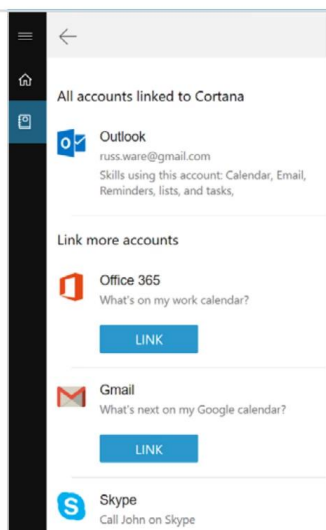 All accounts linked to Cortana
Outlook
russ.ware@gmail.com
Skills using this account: Calendar, Email,
Reminders, lists, and tasks,
Link more accounts
Office 365
What's on my work calendar?
LINK
Gmail
What's next on my Google calendar?
LINK
Skype
Call John on Skype